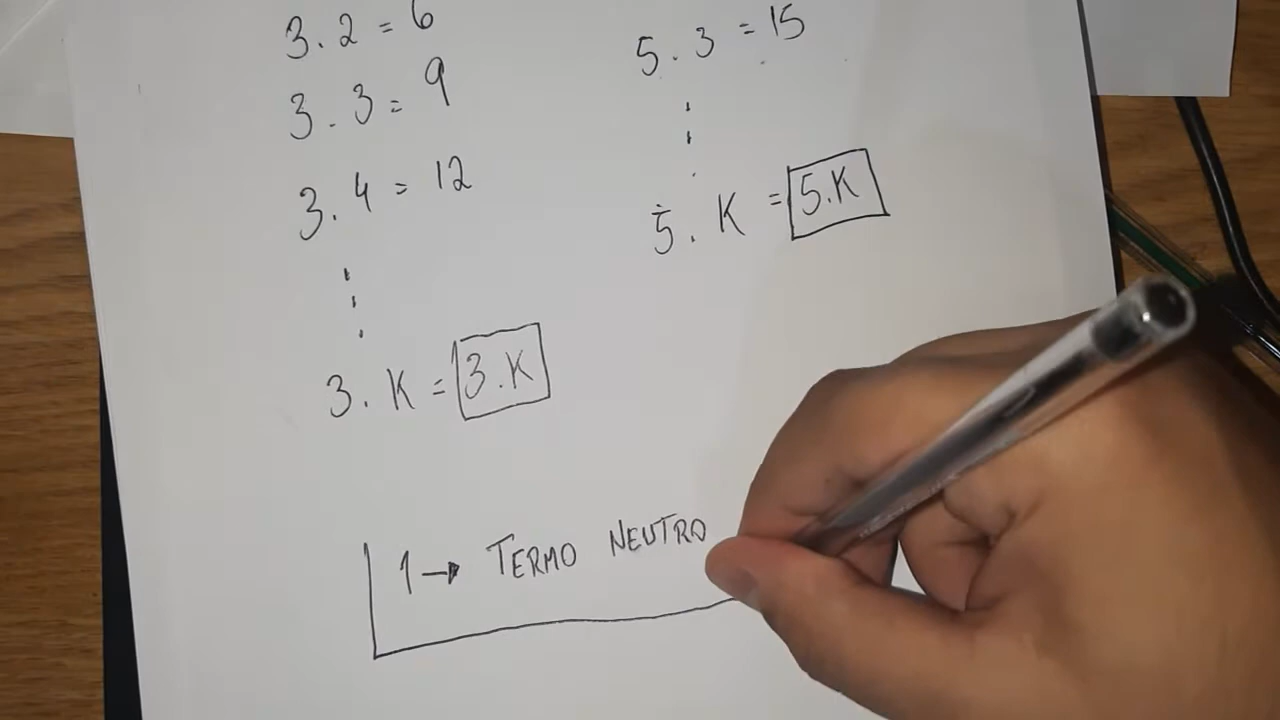 3.2 = 6
3.3 = 9
3.4 = 12
3.K = 3.K
5.3 = 15
5.K = 5.K
1→ TERMO NEUTRO